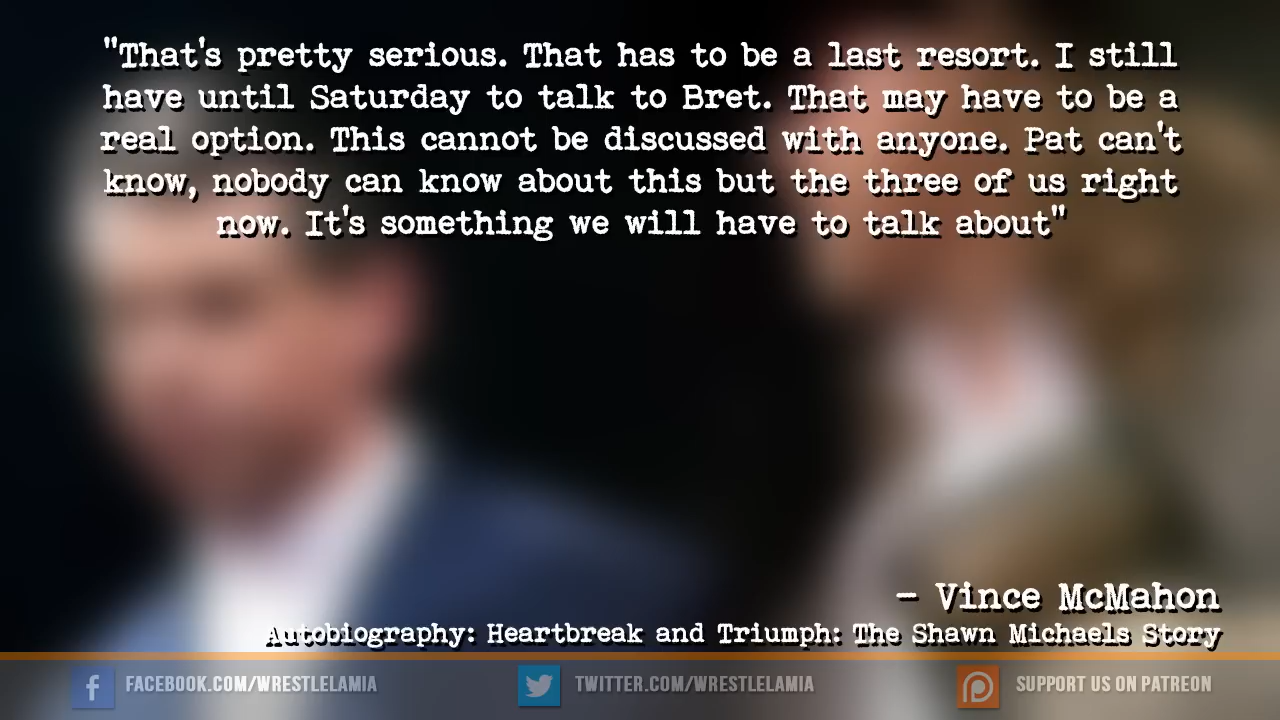 "That's pretty serious. That has to be a last resort. I still
have until Saturday to talk to Bret. That may have to be a
real option. This cannot be discussed with anyone. Pat can't
know, nobody can know about this but the three of us right
now. It's something we will have to talk about"
- Vince McMahon
Autobiography: Heartbreak and Triumph: The Shawn Michaels Story
FACEBOOK.COM/WRESTLELAMIA
TWITTER.COM/WRESTLELAMIA
SUPPORT US ON PATREON